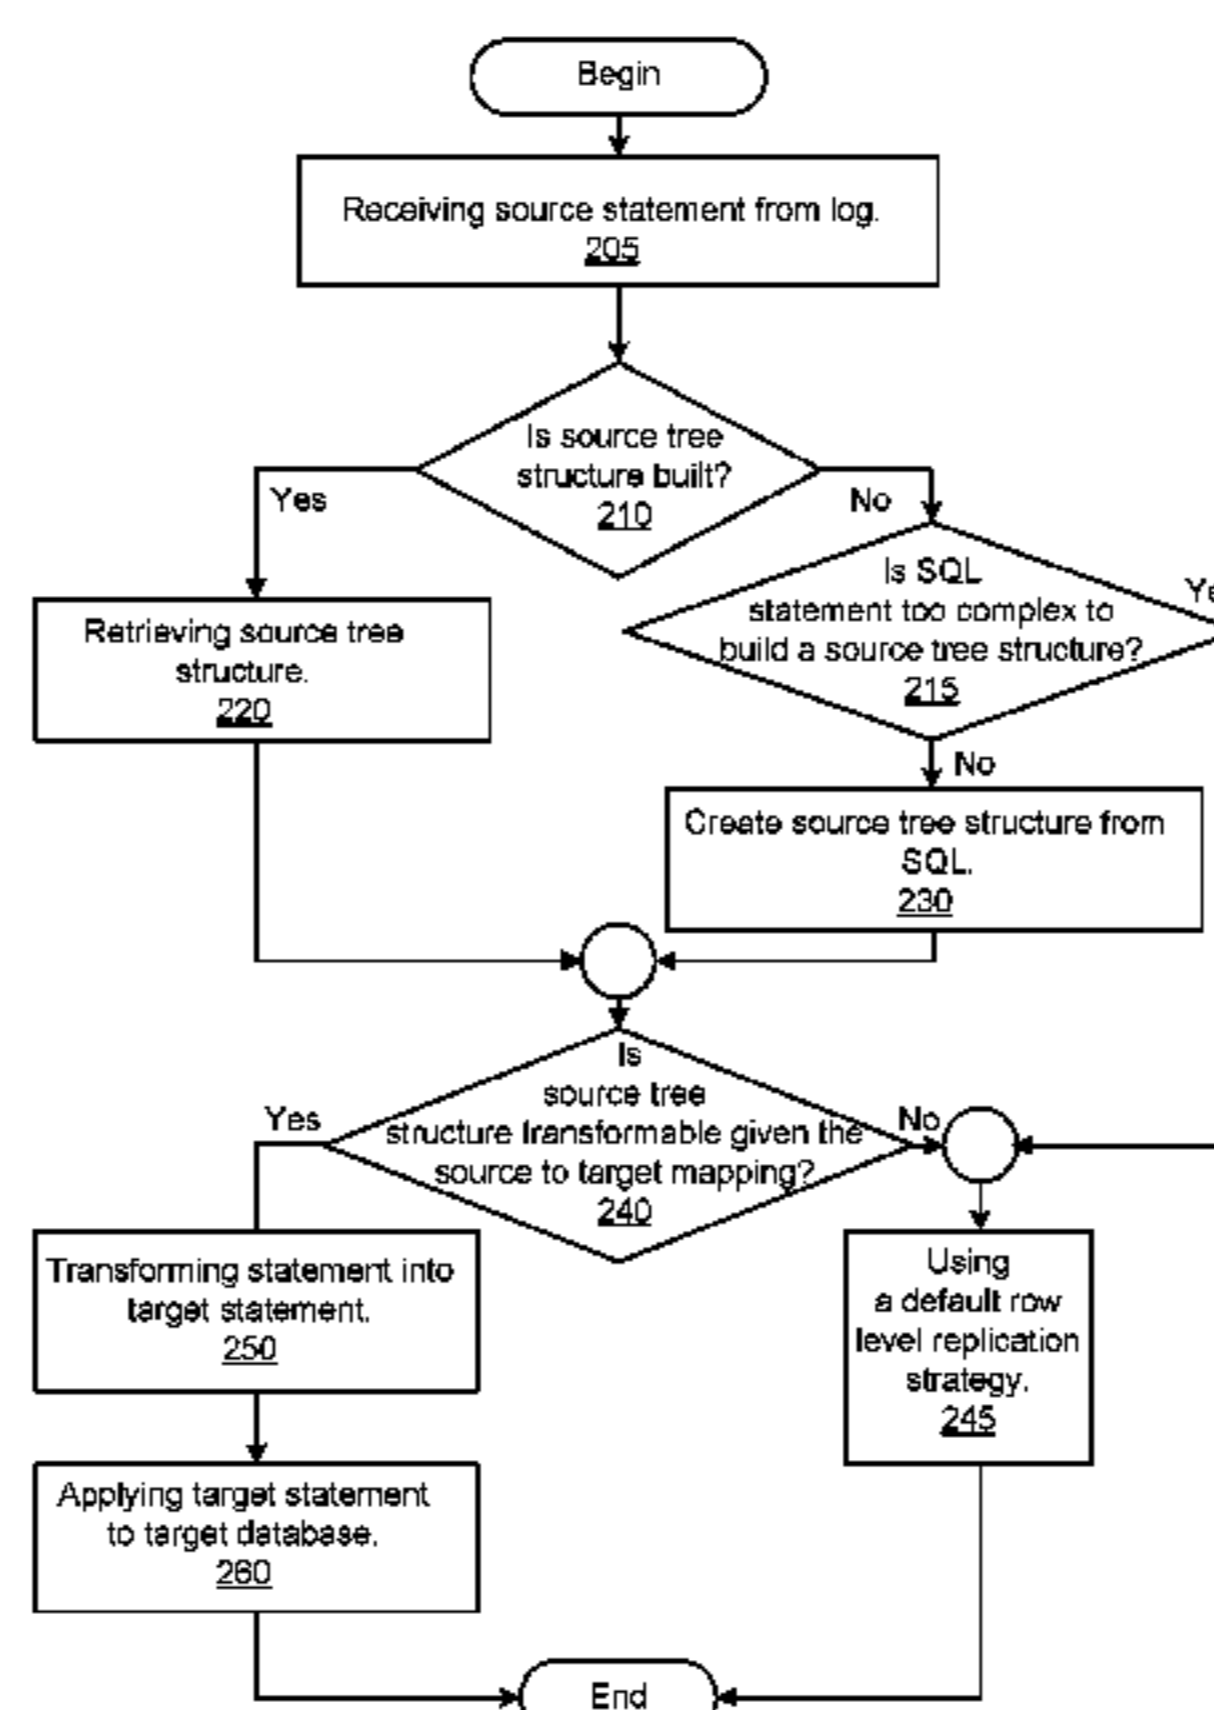 Begin
Receiving source statement from log.
205
Is source tree
structure built?
210
Yes
No
Is SQL
statement too complex to
build a source tree structure?
215
Ye
Retrieving source tree
structure.
220
No
Create source tree structure from
SQL.
230
Is
source tree
structure transformable given the
source to target mapping?
240
Yes
No
Transforming statement into
target statement.
250
Using
a default row
level replication
strategy.
245
Applying target statement
to target database.
260
End